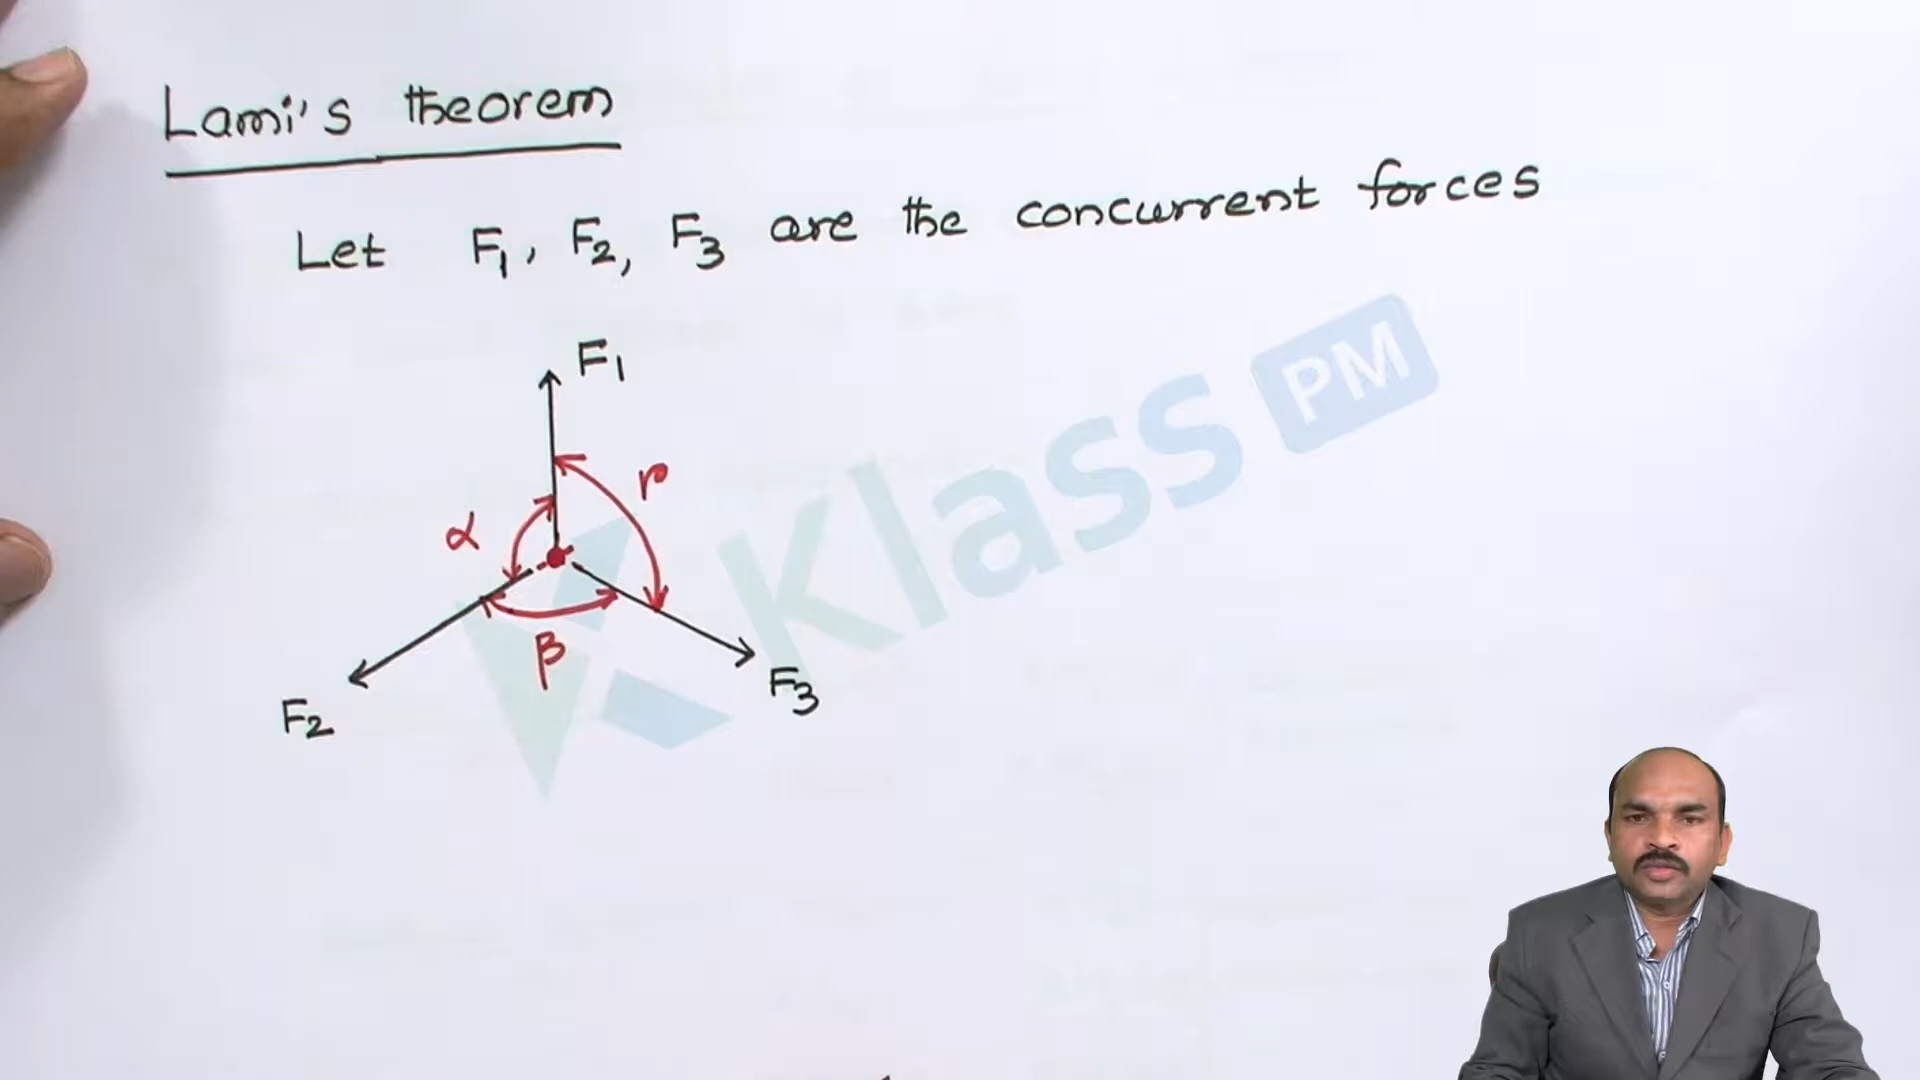 Lami's theorem
Let F1, F2, F3 are the concurrent forces
F1
γ
α
β
F2
F3
Klass PM